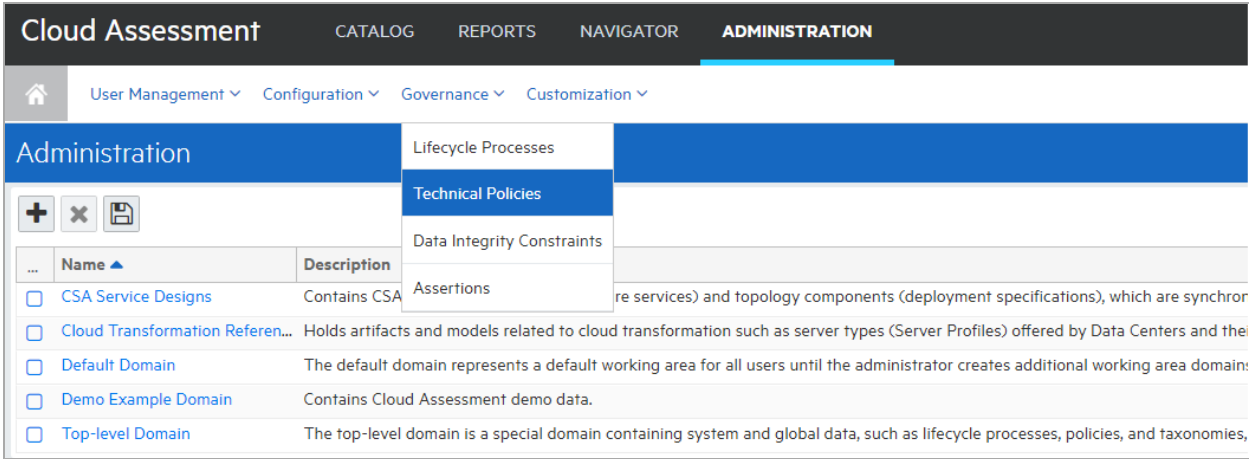 Cloud Assessment CATALOG REPORTS NAVIGATOR ADMINISTRATION
User Management Configuration Governance Customization
Administration
Lifecycle Processes
Technical Policies
Data Integrity Constraints
Assertions
... Name Description
CSA Service Designs Contains CSA re services) and topology components (deployment specifications), which are synchror
Cloud Transformation Referen... Holds artifacts and models related to cloud transformation such as server types (Server Profiles) offered by Data Centers and thei
Default Domain The default domain represents a default working area for all users until the administrator creates additional working area domains
Demo Example Domain Contains Cloud Assessment demo data.
Top-level Domain The top-level domain is a special domain containing system and global data, such as lifecycle processes, policies, and taxonomies,